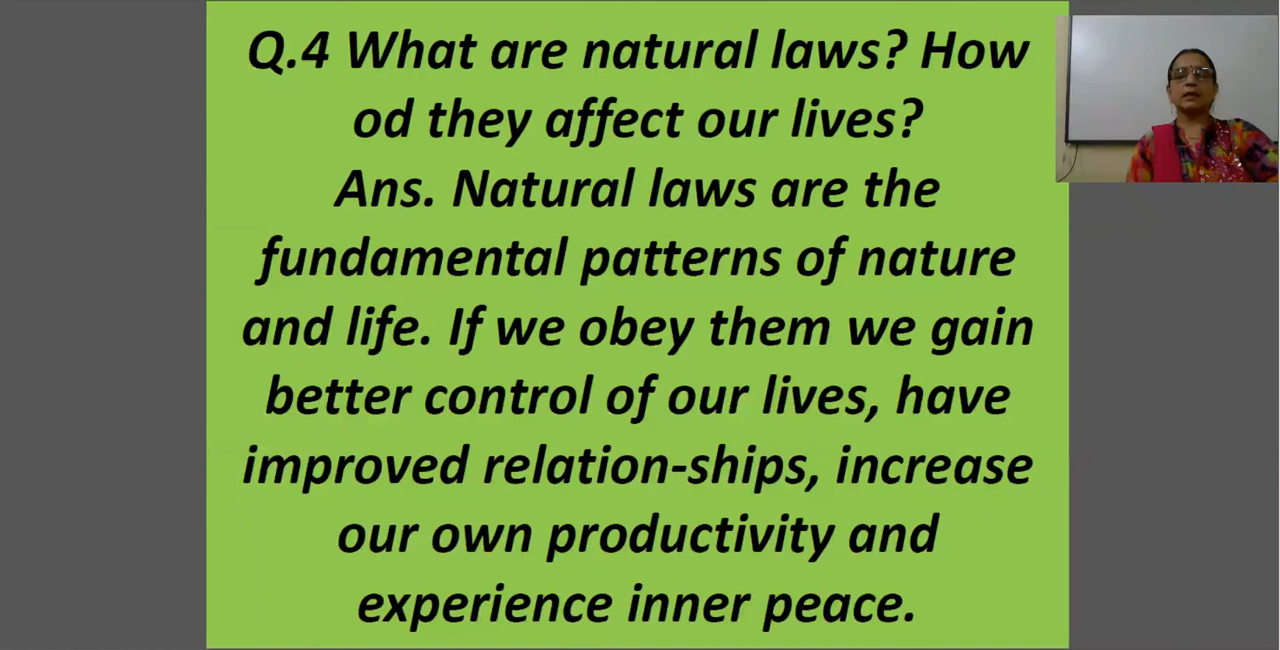 Q.4 What are natural laws? How
od they affect our lives?
Ans. Natural laws are the
fundamental patterns of nature
and life. If we obey them we gain
better control of our lives, have
improved relation-ships, increase
our own productivity and
experience inner peace.